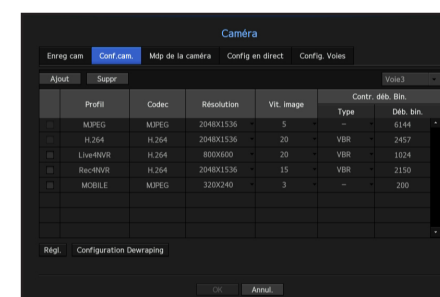 Caméra
Enreg cam Conf.cam. Mdp de la caméra Config en direct Config. Voies
Ajout Suppr Voie3
Profil Codec Résolution Vit. image Contr. déb. Bin.
Type Déb. bin.
MJPEG MJPEG 2048X1536 5 – 6144
H.264 H.264 2048X1536 20 VBR 2457
Live4NVR H.264 800X600 20 VBR 1024
Rec4NVR H.264 2048X1536 15 VBR 2150
MOBILE MJPEG 320X240 3 – 200
Régl. Configuration Dewraping
OK Annul.